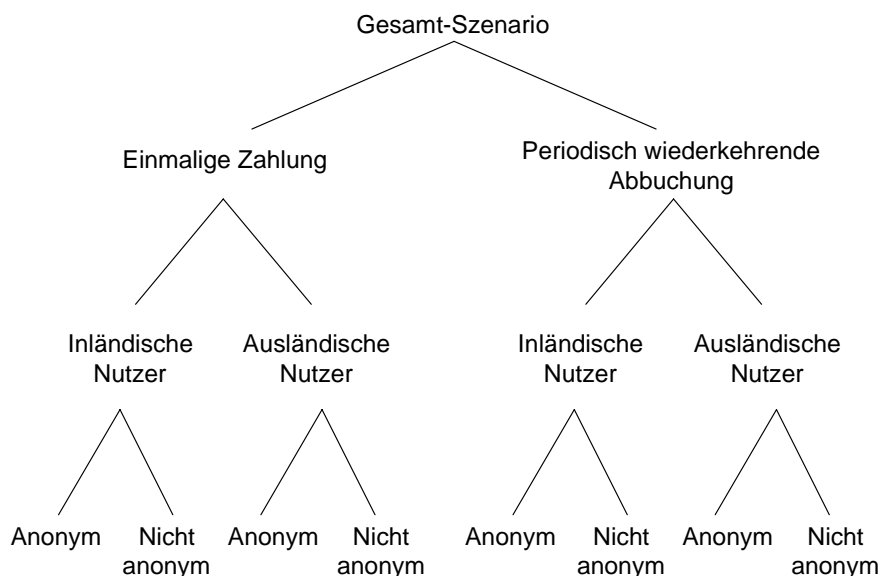 Gesamt-Szenario
Einmalige Zahlung
Periodisch wiederkehrende
Abbuchung
Inländische
Nutzer
Ausländische
Nutzer
Inländische
Nutzer
Ausländische
Nutzer
Anonym
Nicht
anonym
Anonym
Nicht
anonym
Anonym
Nicht
anonym
Anonym
Nicht
anonym